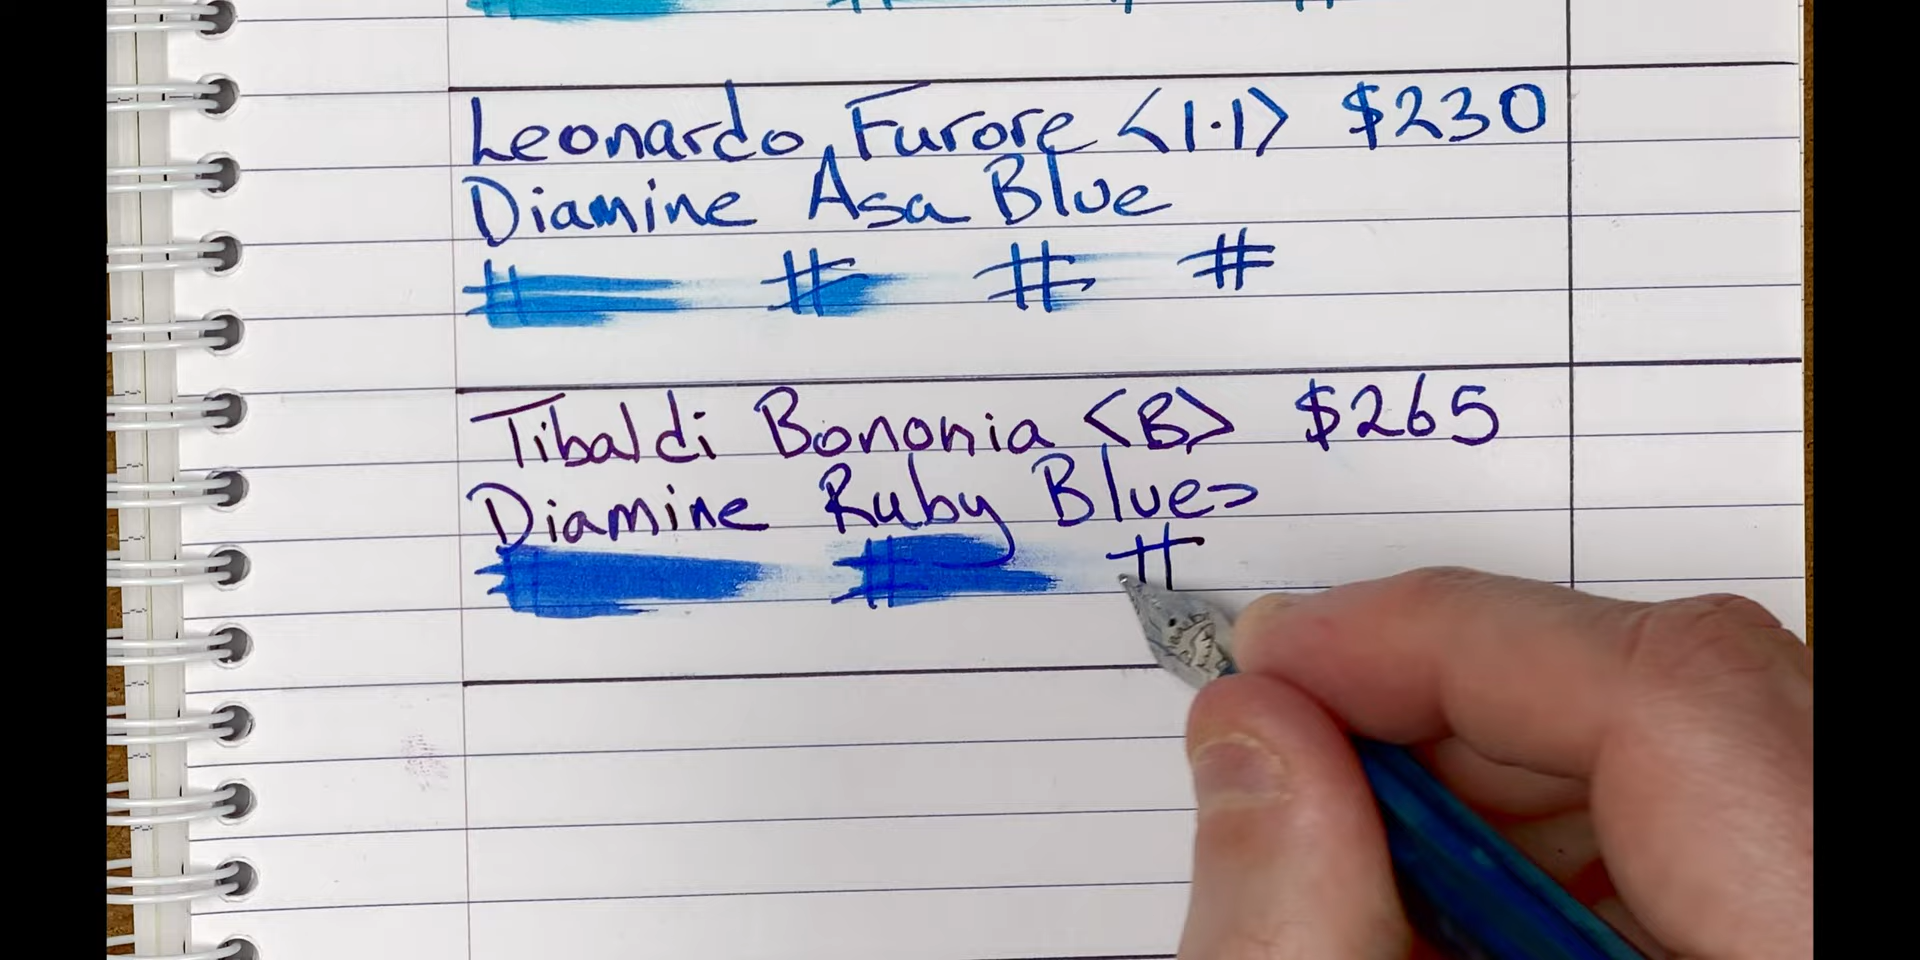 Leonardo Furore <1.1> $230
Diamine Asa Blue
# # # #
Tibaldi Bononia <B> $265
Diamine Ruby Blues
# # #